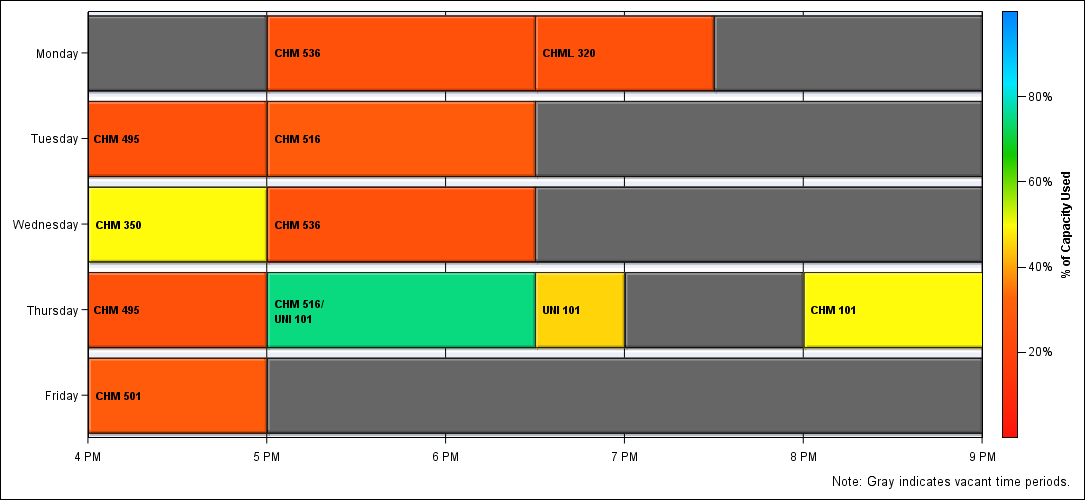 Monday
CHM 536
CHML 320
80%
Tuesday
CHM 495
CHM 516
60%
% of Capacity Used
Wednesday
CHM 350
CHM 536
40%
Thursday
CHM 495
CHM 516/
UNI 101
UNI 101
CHM 101
20%
Friday
CHM 501
4 PM
5 PM
6 PM
7 PM
8 PM
9 PM
Note: Gray indicates vacant time periods.